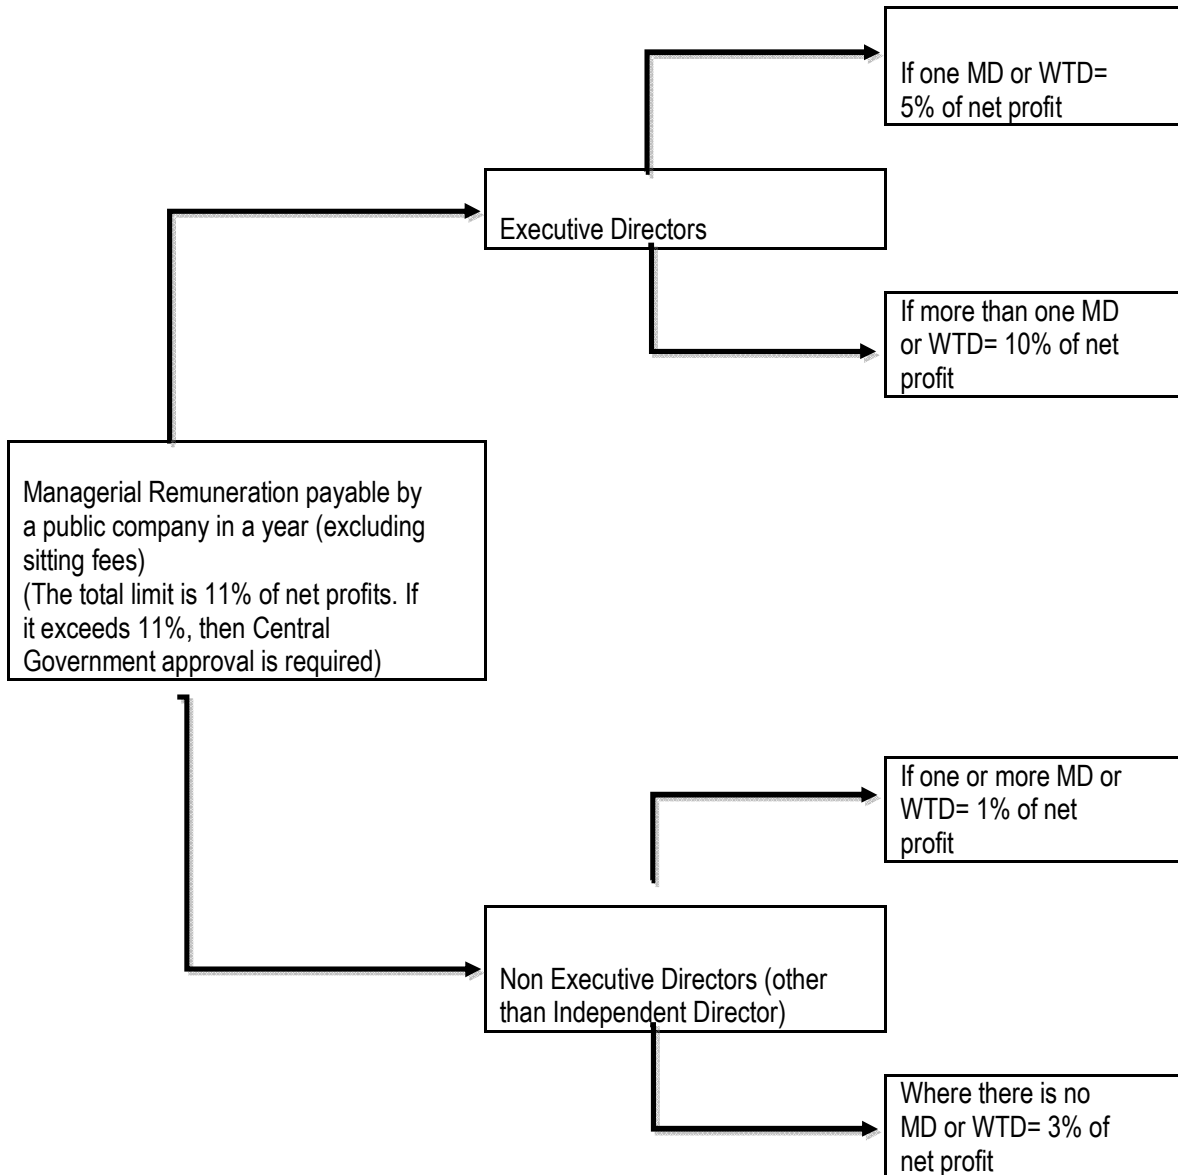 If one MD or WTD=
5% of net profit
Executive Directors
If more than one MD
or WTD= 10% of net
profit
Managerial Remuneration payable by
a public company in a year (excluding
sitting fees)
(The total limit is 11% of net profits. If
it exceeds 11%, then Central
Government approval is required)
If one or more MD or
WTD= 1% of net
profit
Non Executive Directors (other
than Independent Director)
Where there is no
MD or WTD= 3% of
net profit